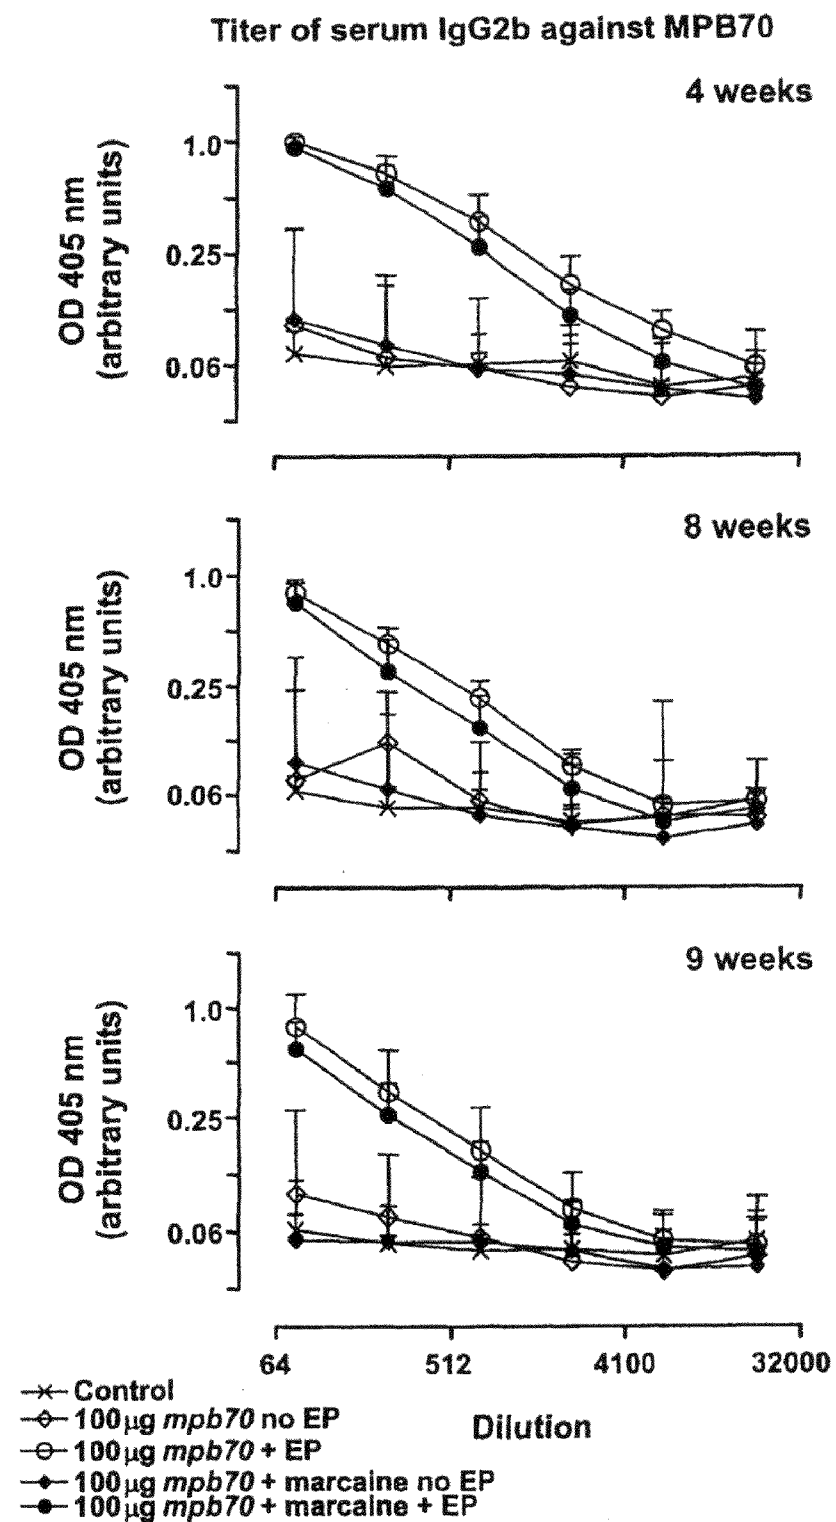 Titer of serum IgG2b against MPB70
4 weeks
OD 405 nm
(arbitrary units)
1.0
0.25
0.06
8 weeks
OD 405 nm
(arbitrary units)
1.0
0.25
0.06
9 weeks
OD 405 nm
(arbitrary units)
1.0
0.25
0.06
64 512 4100 32000
Dilution
Control
100µg mpb70 no EP
100µg mpb70 + EP
100µg mpb70 + marcaine no EP
100µg mpb70 + marcaine + EP